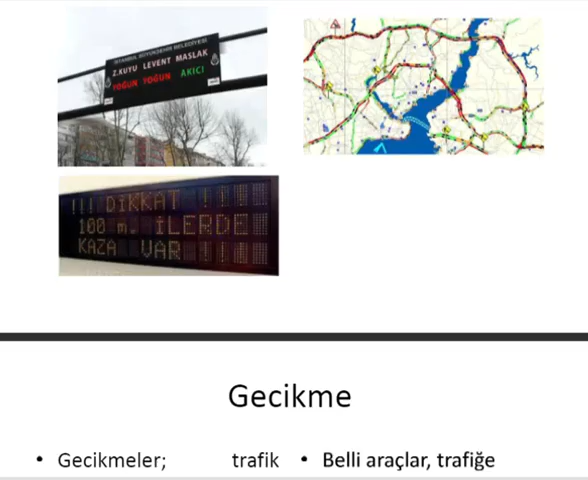 İSTANBUL BÜYÜKŞEHİR BELEDİYESİ
Z.KUYU LEVENT MASLAK
YOĞUN YOĞUN AKICI
!!! DİKKAT !!!
100 m. İLERDE
KAZA VAR !!!
Gecikme
• Gecikmeler; trafik
• Belli araçlar, trafiğe